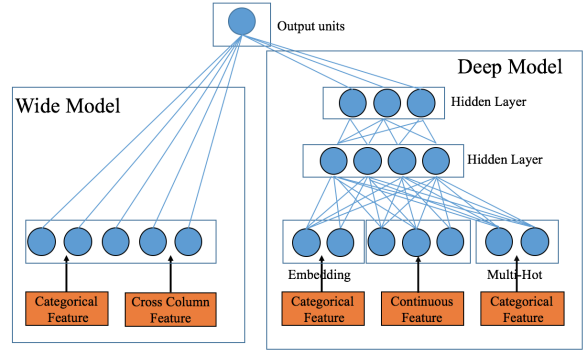 Output units
Deep Model
Wide Model
Hidden Layer
Hidden Layer
Embedding
Multi-Hot
Categorical
Feature
Cross Column
Feature
Categorical
Feature
Continuous
Feature
Categorical
Feature